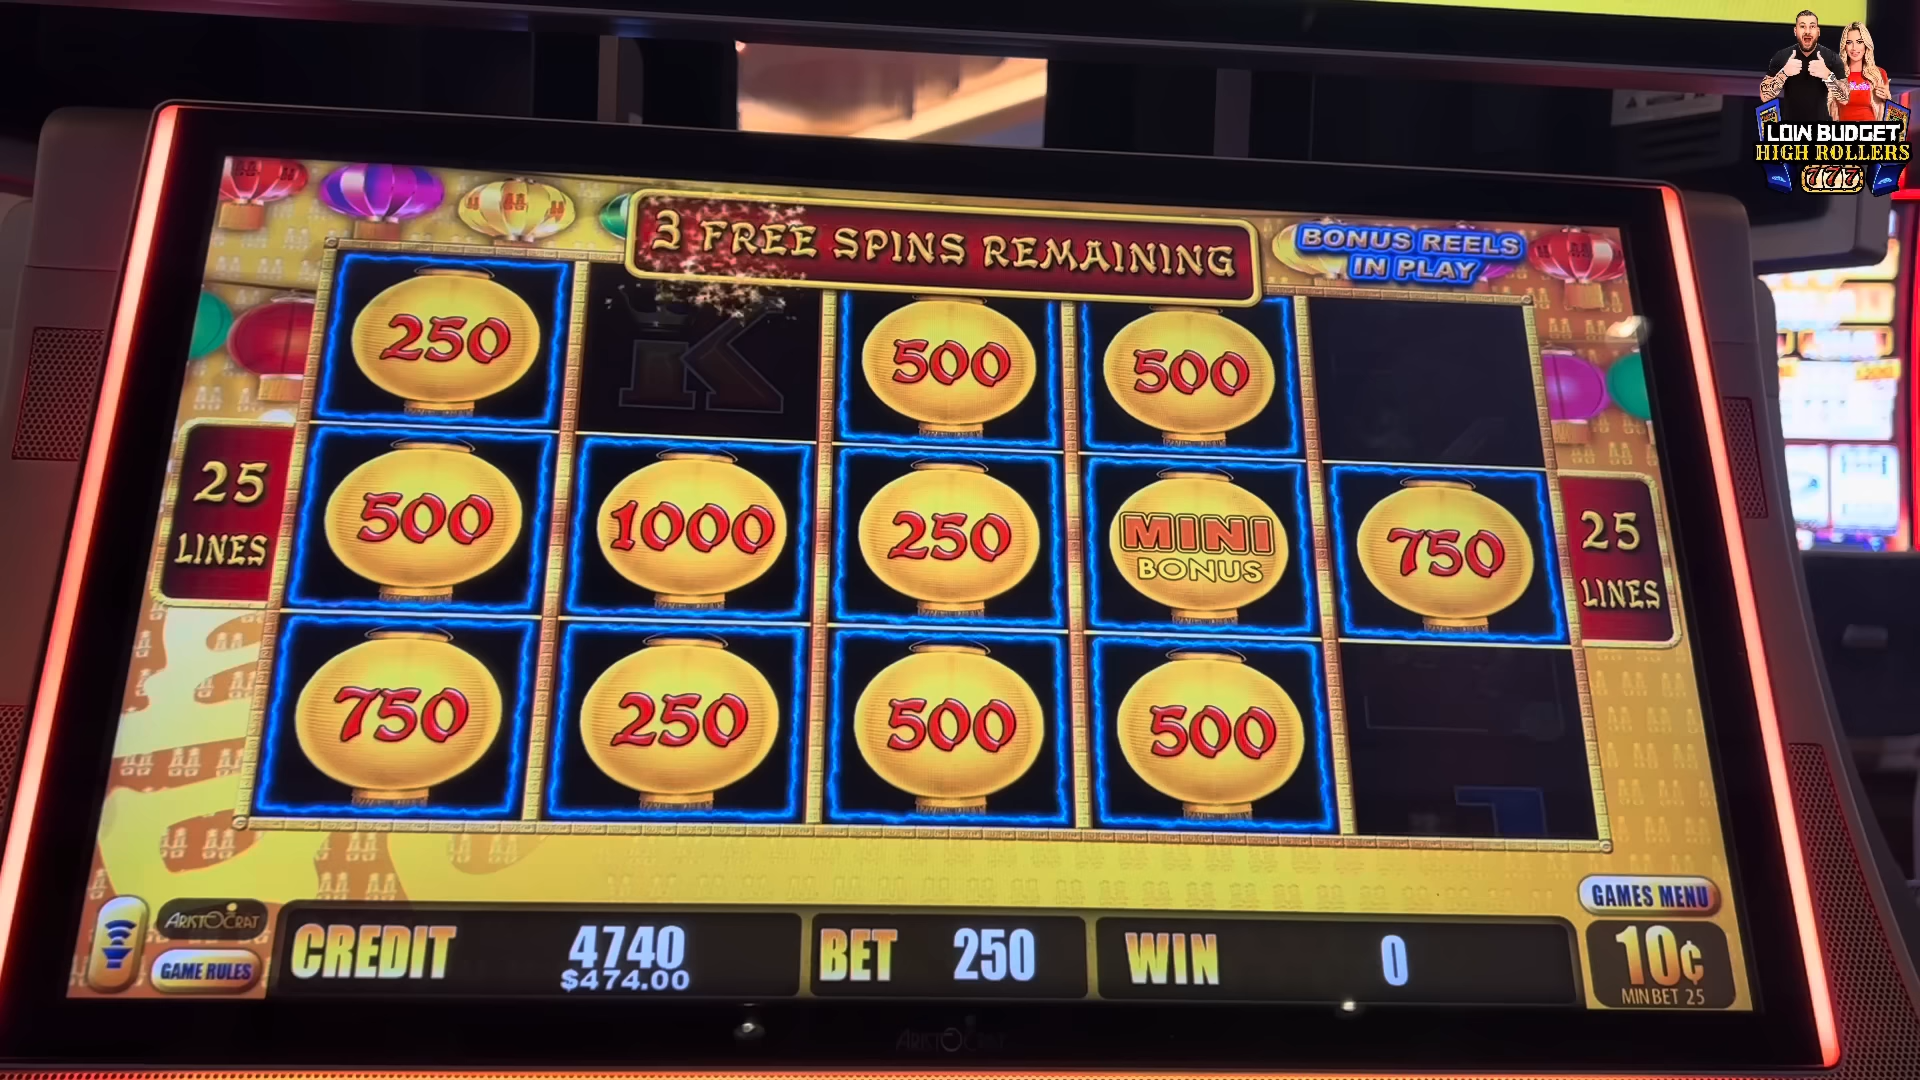 LOW BUDGET
HIGH ROLLERS
777
3 FREE SPINS REMAINING
BONUS REELS
IN PLAY
250
K
500
500
25
LINES
500
1000
250
MINI
BONUS
750
25
LINES
750
250
500
500
GAMES MENU
ARISTOCRAT
GAME RULES
CREDIT
4740
$474.00
BET
250
WIN
0
10¢
MIN BET 25
ARISTOCRAT